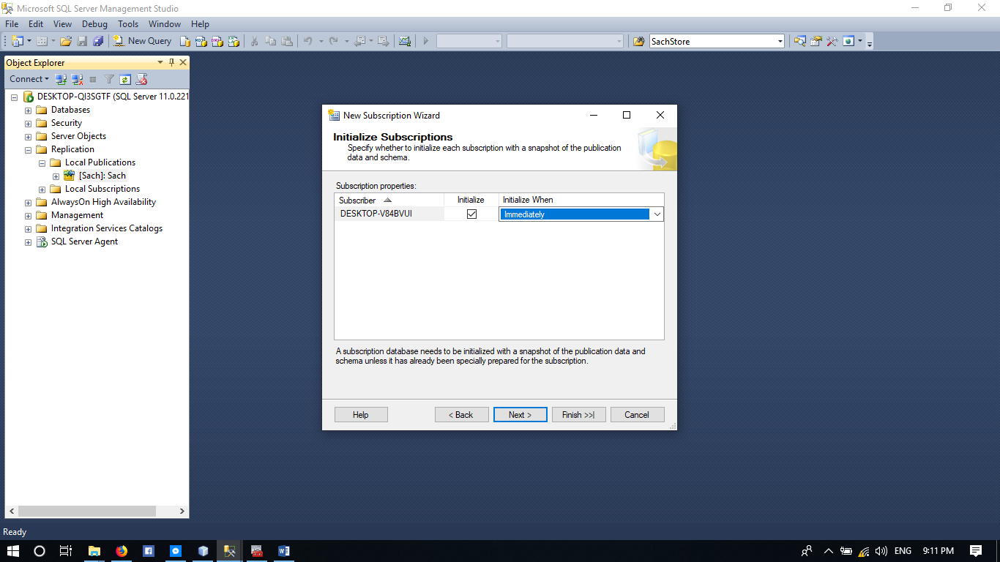 Microsoft SQL Server Management Studio
File Edit View Debug Tools Window Help
New Query
SachStore
Object Explorer
Connect
DESKTOP-QI3SGTF (SQL Server 11.0.221
Databases
Security
Server Objects
Replication
Local Publications
[Sach]: Sach
Local Subscriptions
AlwaysOn High Availability
Management
Integration Services Catalogs
SQL Server Agent
New Subscription Wizard
Initialize Subscriptions
Specify whether to initialize each subscription with a snapshot of the publication
data and schema.
Subscription properties:
Subscriber Initialize Initialize When
DESKTOP-V84BVUI Immediately
A subscription database needs to be initialized with a snapshot of the publication data and
schema unless it has already been specially prepared for the subscription.
Help < Back Next > Finish >>| Cancel
Ready
ENG 9:11 PM